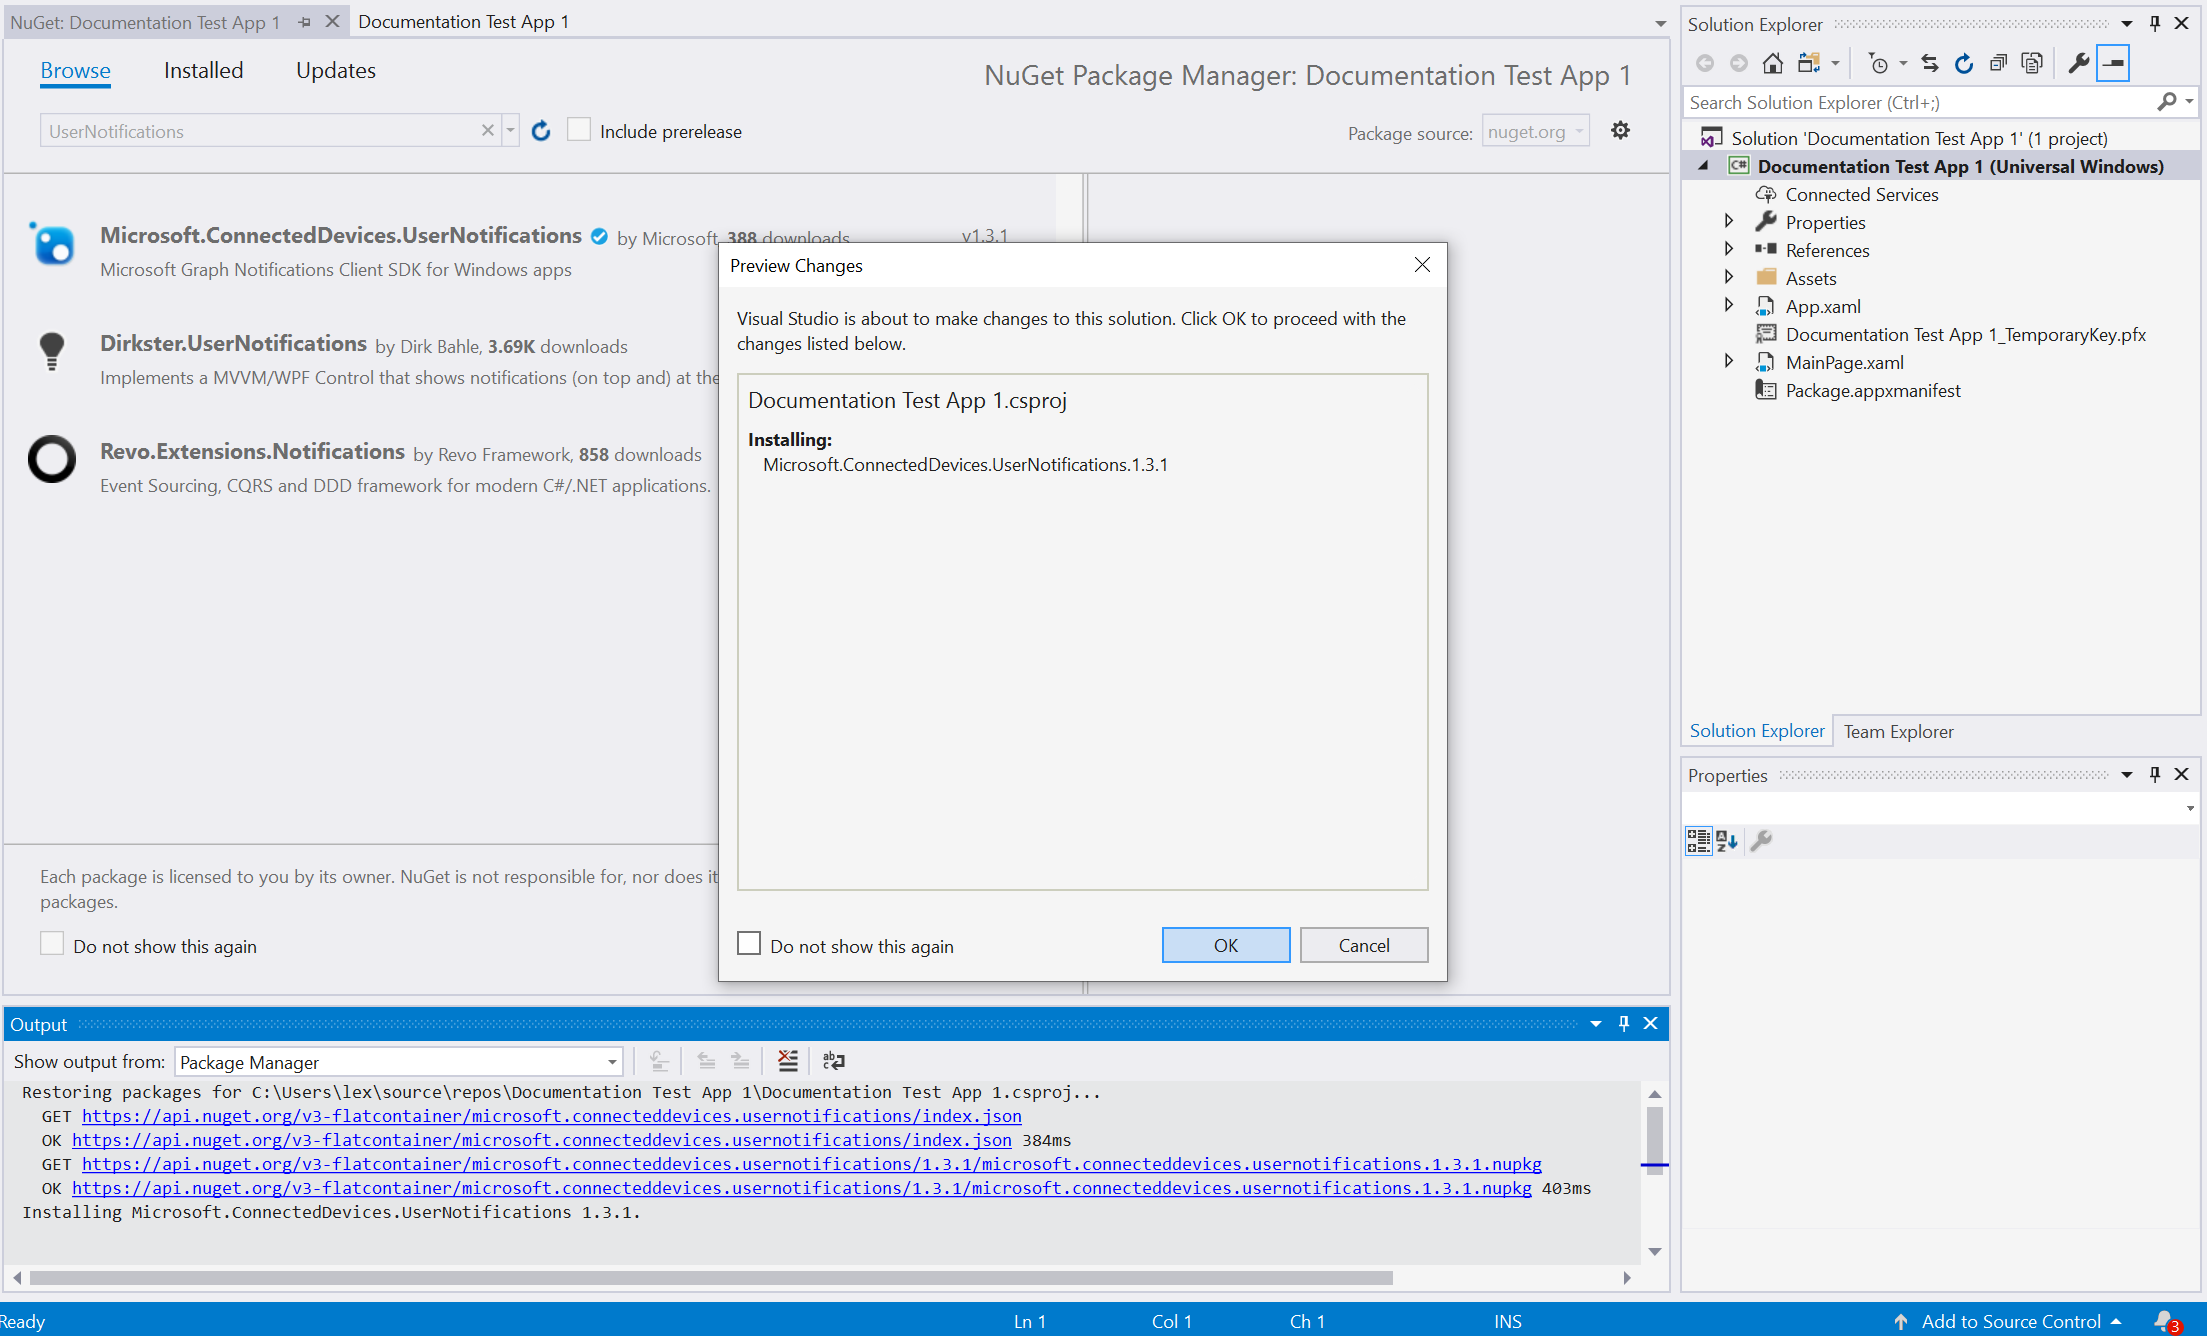 NuGet: Documentation Test App 1
Documentation Test App 1
Browse
Installed
Updates
NuGet Package Manager: Documentation Test App 1
UserNotifications
Include prerelease
Package source:
nuget.org
Microsoft.ConnectedDevices.UserNotifications by Microsoft, 388 downloads
v1.3.1
Microsoft Graph Notifications Client SDK for Windows apps
Dirkster.UserNotifications by Dirk Bahle, 3.69K downloads
Implements a MVVM/WPF Control that shows notifications (on top and) at the
Revo.Extensions.Notifications by Revo Framework, 858 downloads
Event Sourcing, CQRS and DDD framework for modern C#/.NET applications.
Each package is licensed to you by its owner. NuGet is not responsible for, nor does it
packages.
Do not show this again
Preview Changes
Visual Studio is about to make changes to this solution. Click OK to proceed with the
changes listed below.
Documentation Test App 1.csproj
Installing:
Microsoft.ConnectedDevices.UserNotifications.1.3.1
Do not show this again
OK
Cancel
Output
Show output from:
Package Manager
Restoring packages for C:\Users\lex\source\repos\Documentation Test App 1\Documentation Test App 1.csproj...
GET https://api.nuget.org/v3-flatcontainer/microsoft.connecteddevices.usernotifications/index.json
OK https://api.nuget.org/v3-flatcontainer/microsoft.connecteddevices.usernotifications/index.json 384ms
GET https://api.nuget.org/v3-flatcontainer/microsoft.connecteddevices.usernotifications/1.3.1/microsoft.connecteddevices.usernotifications.1.3.1.nupkg
OK https://api.nuget.org/v3-flatcontainer/microsoft.connecteddevices.usernotifications/1.3.1/microsoft.connecteddevices.usernotifications.1.3.1.nupkg 403ms
Installing Microsoft.ConnectedDevices.UserNotifications 1.3.1.
Solution Explorer
Search Solution Explorer (Ctrl+;)
Solution 'Documentation Test App 1' (1 project)
C# Documentation Test App 1 (Universal Windows)
Connected Services
Properties
References
Assets
App.xaml
Documentation Test App 1_TemporaryKey.pfx
MainPage.xaml
Package.appxmanifest
Solution Explorer
Team Explorer
Properties
Ready
Ln 1
Col 1
Ch 1
INS
Add to Source Control
3